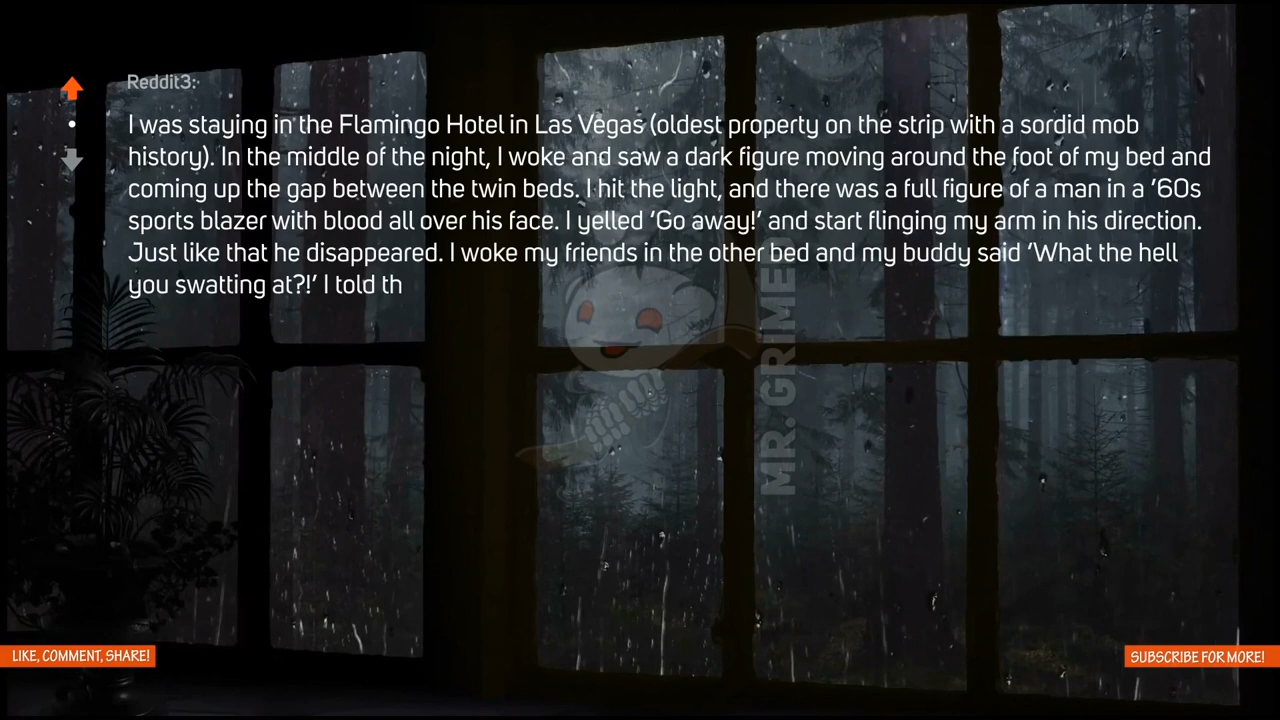 Reddit3:
I was staying in the Flamingo Hotel in Las Vegas (oldest property on the strip with a sordid mob
history). In the middle of the night, I woke and saw a dark figure moving around the foot of my bed and
coming up the gap between the twin beds. I hit the light, and there was a full figure of a man in a ’60s
sports blazer with blood all over his face. I yelled ‘Go away!’ and start flinging my arm in his direction.
Just like that he disappeared. I woke my friends in the other bed and my buddy said ‘What the hell
you swatting at?!’ I told th
MR. GRIME
LIKE, COMMENT, SHARE!
SUBSCRIBE FOR MORE!